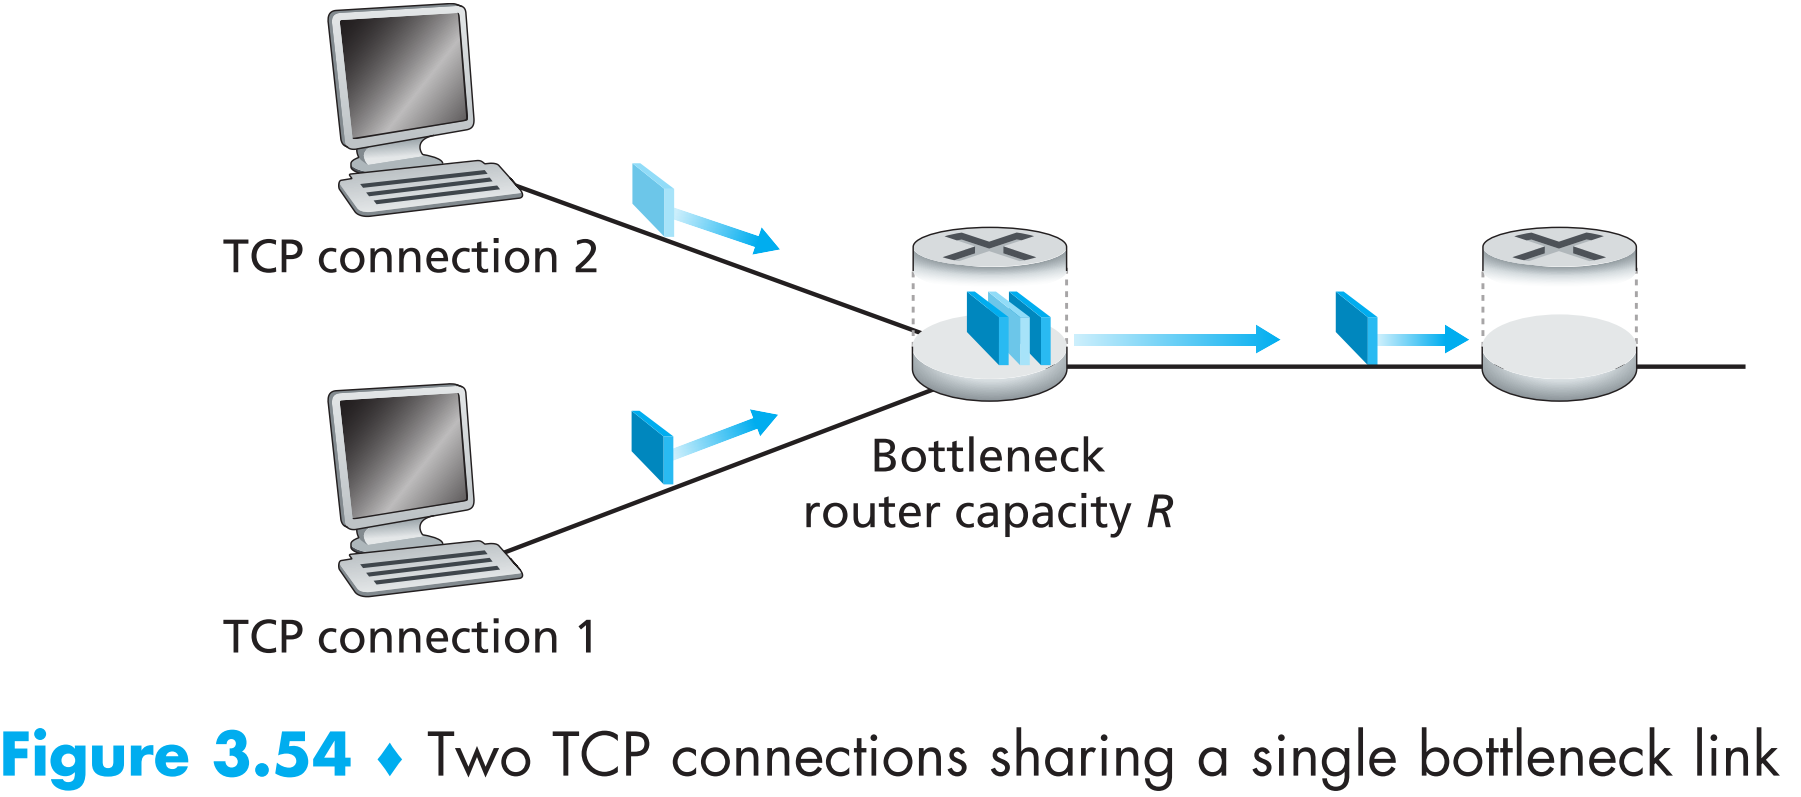 TCP connection 2
Bottleneck
router capacity R
TCP connection 1
Figure 3.54 ♦ Two TCP connections sharing a single bottleneck link